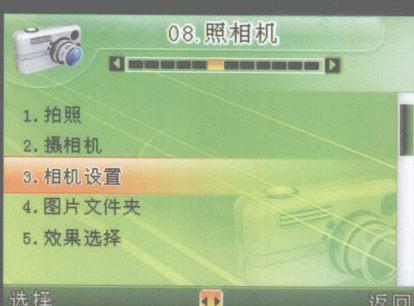 08.照相机
1.拍照
2.摄相机
3.相机设置
4.图片文件夹
5.效果选择
选择
返回